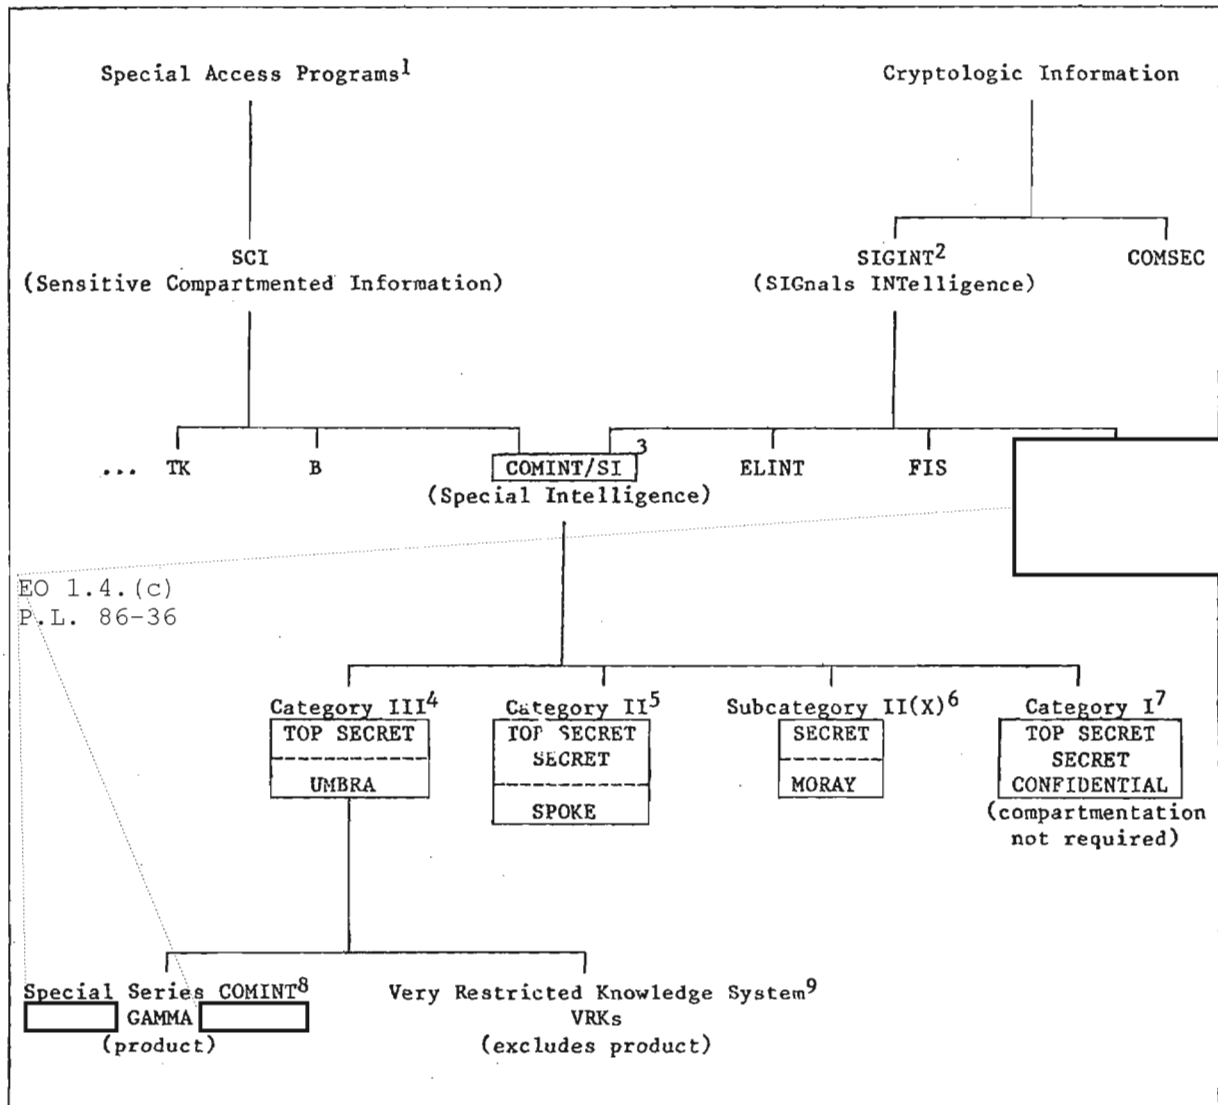 Special Access Programs1 Cryptologic Information
SCI SIGINT2 COMSEC
(Sensitive Compartmented Information) (SIGnals INTelligence)
... TK B COMINT/SI3 ELINT FIS
(Special Intelligence)
EO 1.4.(c)
P.L. 86-36
Category III4 Category II5 Subcategory II(X)6 Category I7
TOP SECRET TOP SECRET SECRET TOP SECRET
SECRET SECRET
UMBRA MORAY CONFIDENTIAL
SPOKE (compartmentation
not required)
Special Series COMINT8 Very Restricted Knowledge System9
GAMMA VRKs
(product) (excludes product)